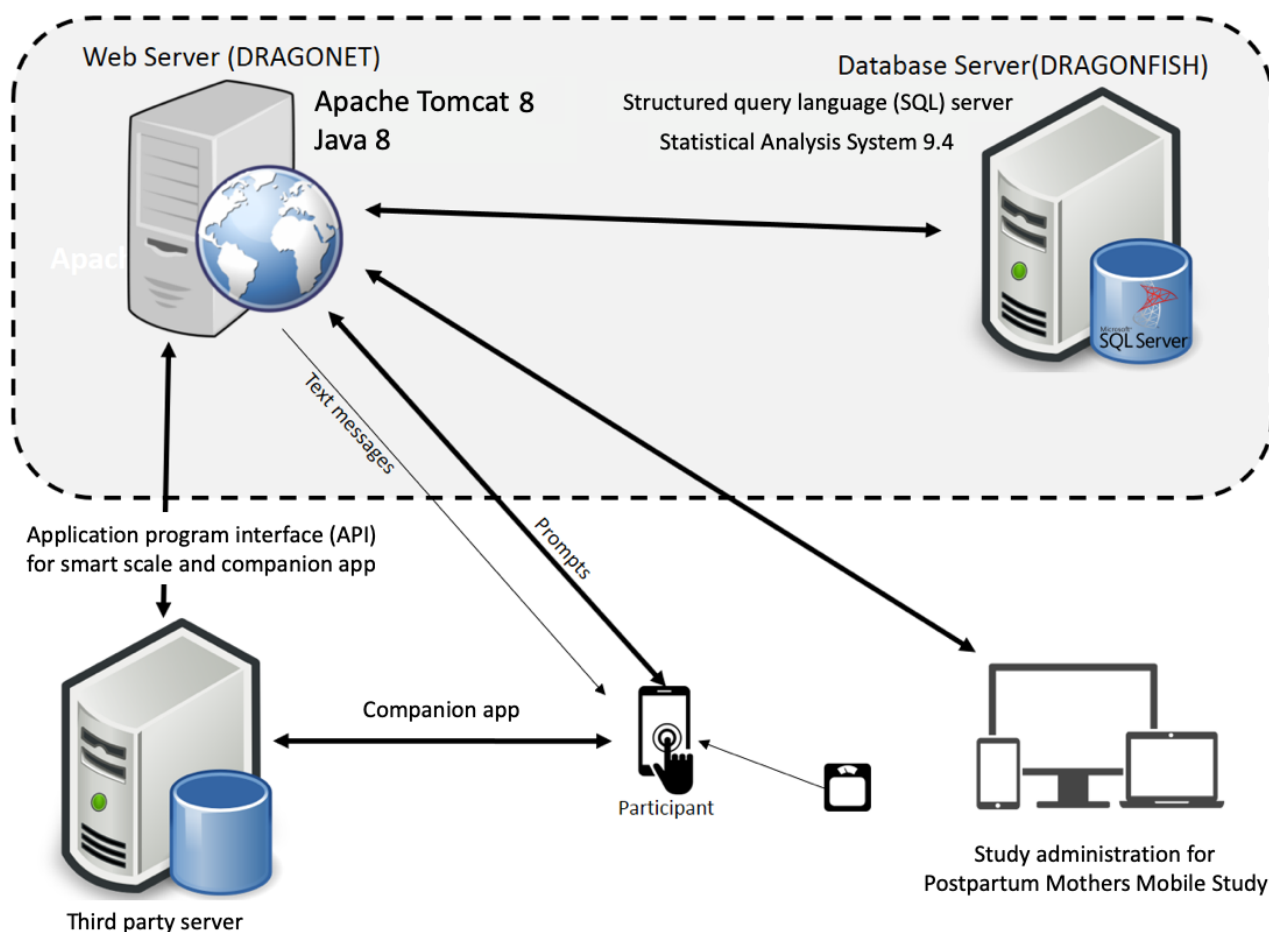 Web Server (DRAGONET)
Apache Tomcat 8
Java 8
Database Server(DRAGONFISH)
Structured query language (SQL) server
Statistical Analysis System 9.4
Apach
Microsoft
SQL Server
Text messages
Prompts
Application program interface (API)
for smart scale and companion app
Companion app
Participant
Third party server
Study administration for
Postpartum Mothers Mobile Study